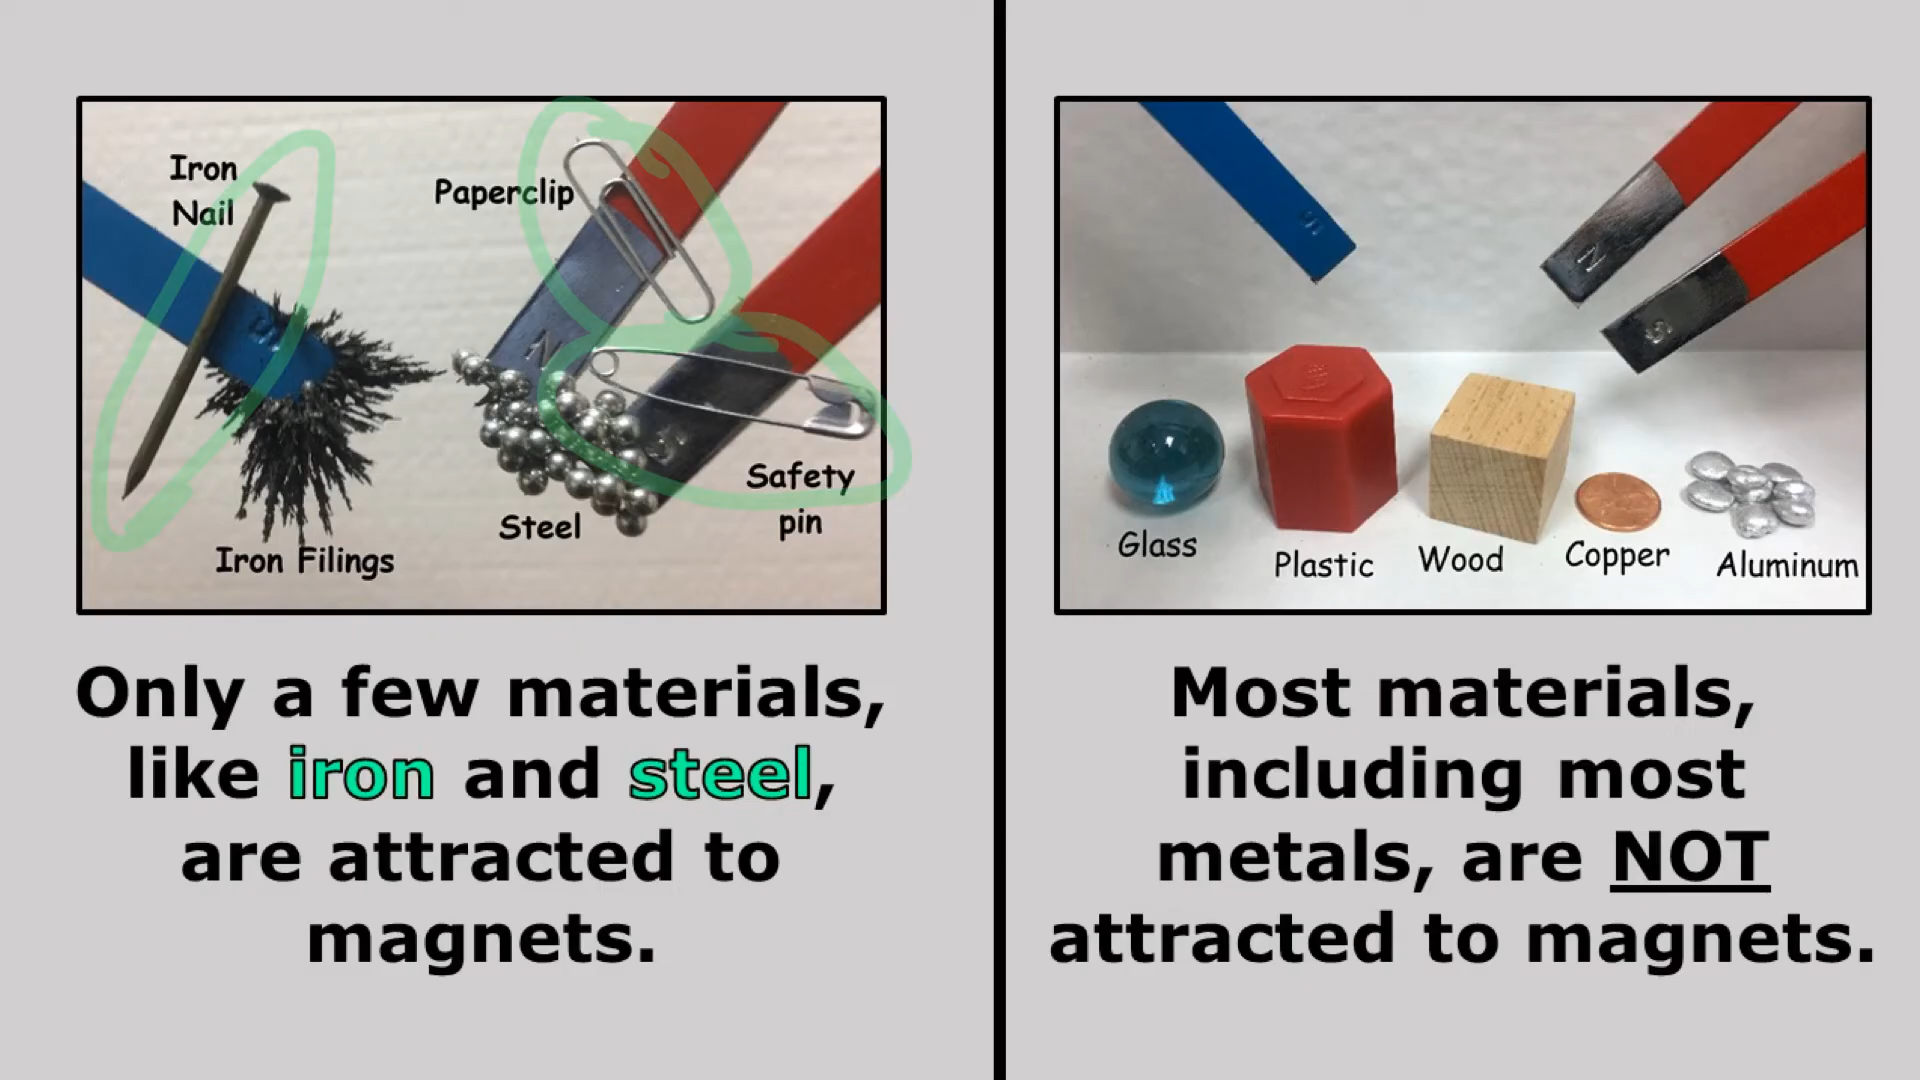 Iron
Nail
Paperclip
S
N
Safety
pin
Steel
Iron Filings
Only a few materials,
like iron and steel,
are attracted to
magnets.
N
S
Glass
Plastic
Wood
Copper
Aluminum
Most materials,
including most
metals, are NOT
attracted to magnets.